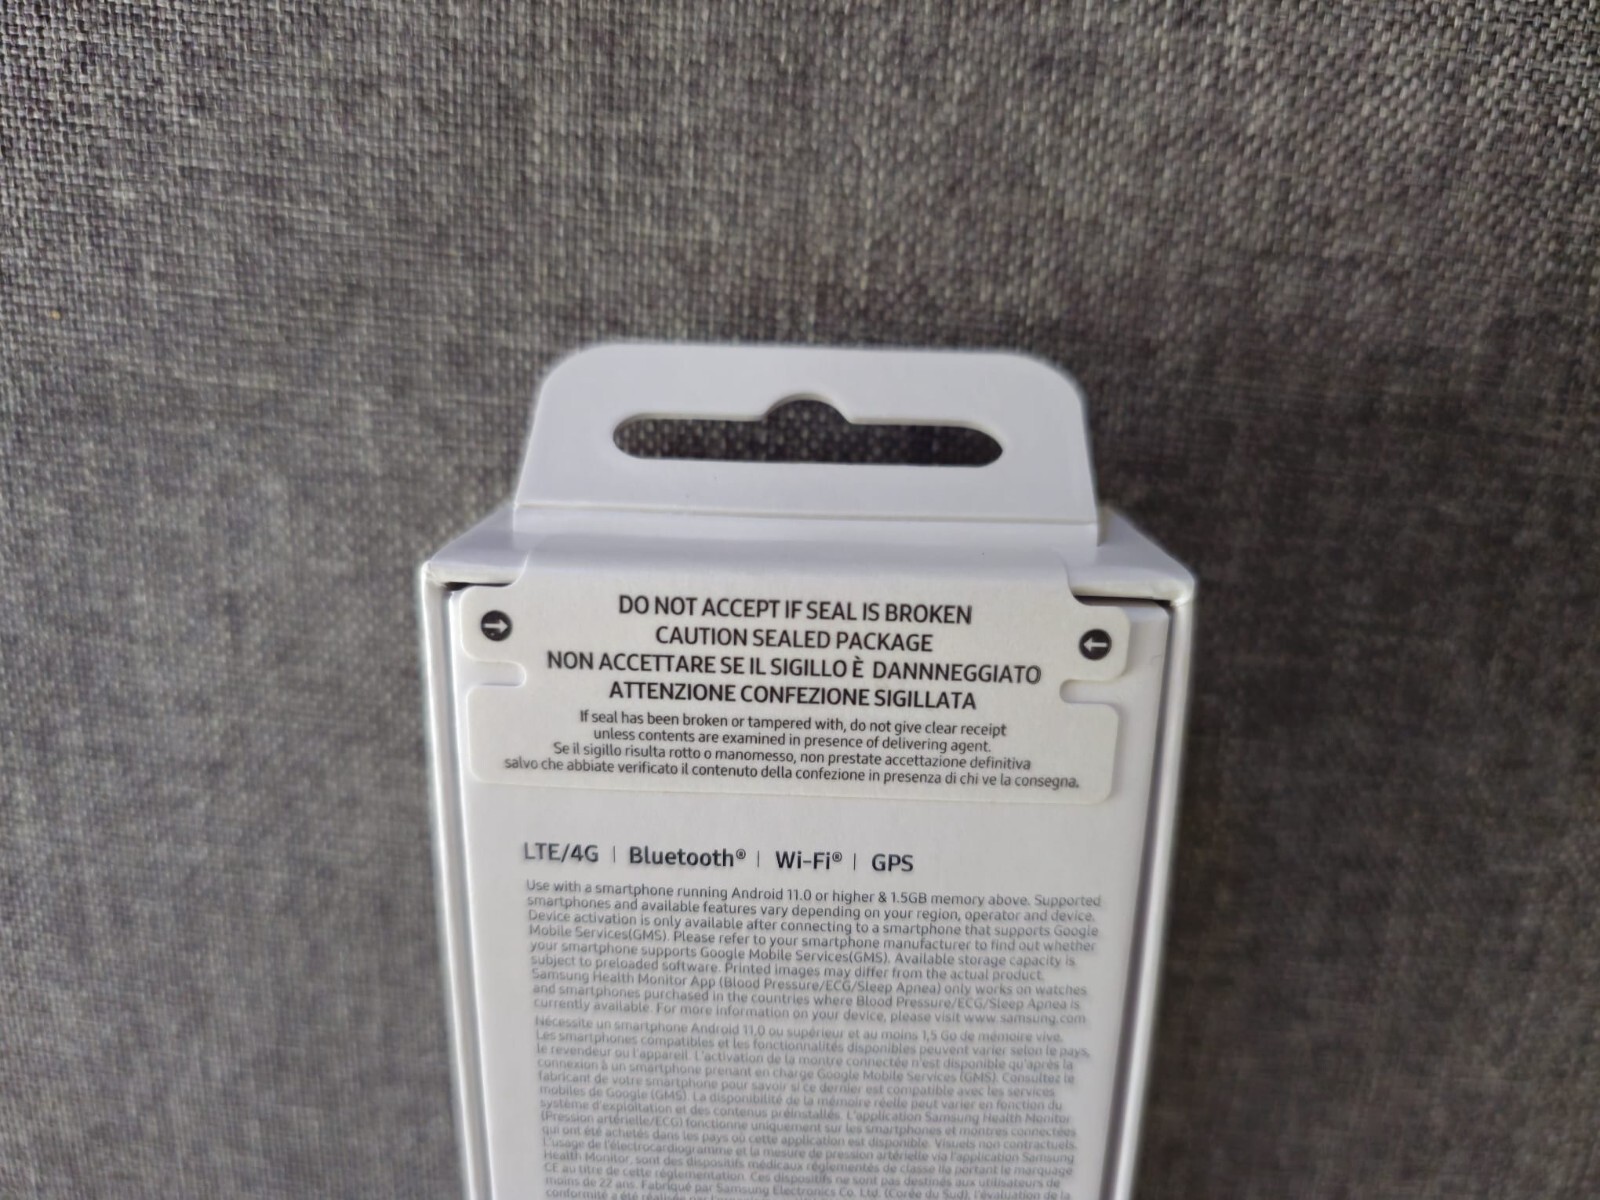 DO NOT ACCEPT IF SEAL IS BROKEN
CAUTION SEALED PACKAGE
NON ACCETTARE SE IL SIGILLO È DANNNEGGIATO
ATTENZIONE CONFEZIONE SIGILLATA
If seal has been broken or tampered with, do not give clear receipt
unless contents are examined in presence of delivering agent.
Se il sigillo risulta rotto o manomesso, non prestate accettazione definitiva
salvo che abbiate verificato il contenuto della confezione in presenza di chi ve la consegna.
LTE/4G | Bluetooth® | Wi-Fi® | GPS
Use with a smartphone running Android 11.0 or higher & 1.5GB memory above. Supported
smartphones and available features vary depending on your region, operator and device.
Device activation is only available after connecting to a smartphone that supports Google
Mobile Services(GMS). Please refer to your smartphone manufacturer to find out whether
your smartphone supports Google Mobile Services(GMS). Available storage capacity is
subject to preloaded software. Printed images may differ from the actual product.
Samsung Health Monitor App (Blood Pressure/ECG/Sleep Apnea) only works on watches
and smartphones purchased in the countries where Blood Pressure/ECG/Sleep Apnea is
currently available. For more information on your device, please visit www.samsung.com
Nécessite un smartphone Android 11.0 ou supérieur et au moins 1,5 Go de mémoire vive.
Les smartphones compatibles et les fonctionnalités disponibles peuvent varier selon le pays,
le revendeur ou l'appareil. L'activation de la montre connectée n'est disponible qu'après la
connexion à un smartphone prenant en charge Google Mobile Services (GMS). Consultez le
fabricant de votre smartphone pour savoir si ce dernier est compatible avec les services
mobiles de Google (GMS). La disponibilité de la mémoire réelle peut varier en fonction du
système d'exploitation et des contenus préinstallés. L'application Samsung Health Monitor
(Pression artérielle/ECG) fonctionne uniquement sur les smartphones et montres connectées
qui ont été achetés dans les pays où cette application est disponible. Visuels non contractuels.
L'usage de l'électrocardiogramme et la mesure de pression artérielle via l'application Samsung
Health Monitor, sont des dispositifs médicaux réglementés de classe IIa portant le marquage
CE au titre de cette réglementation. Ces dispositifs ne sont pas destinés aux utilisateurs de
moins de 22 ans. Fabriqué par Samsung Electronics Co. Ltd. (Corée du Sud), l'évaluation de la
conformité a été réalisée par